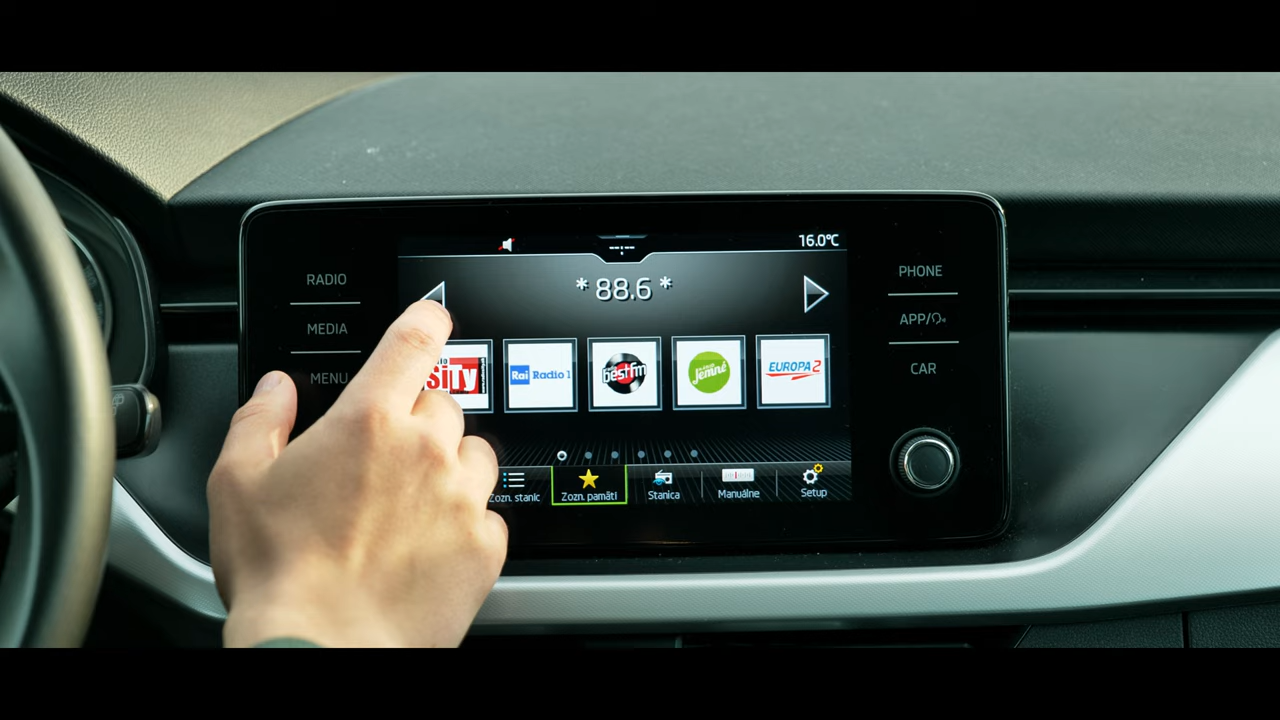 16.0°C
RADIO
MEDIA
MENU
* 88.6 *
Rai Radio 1
bestfm
Jemné
EUROPA 2
Zozn. stanic
Zozn. pamäti
Stanica
Manuálne
Setup
PHONE
APP/
CAR